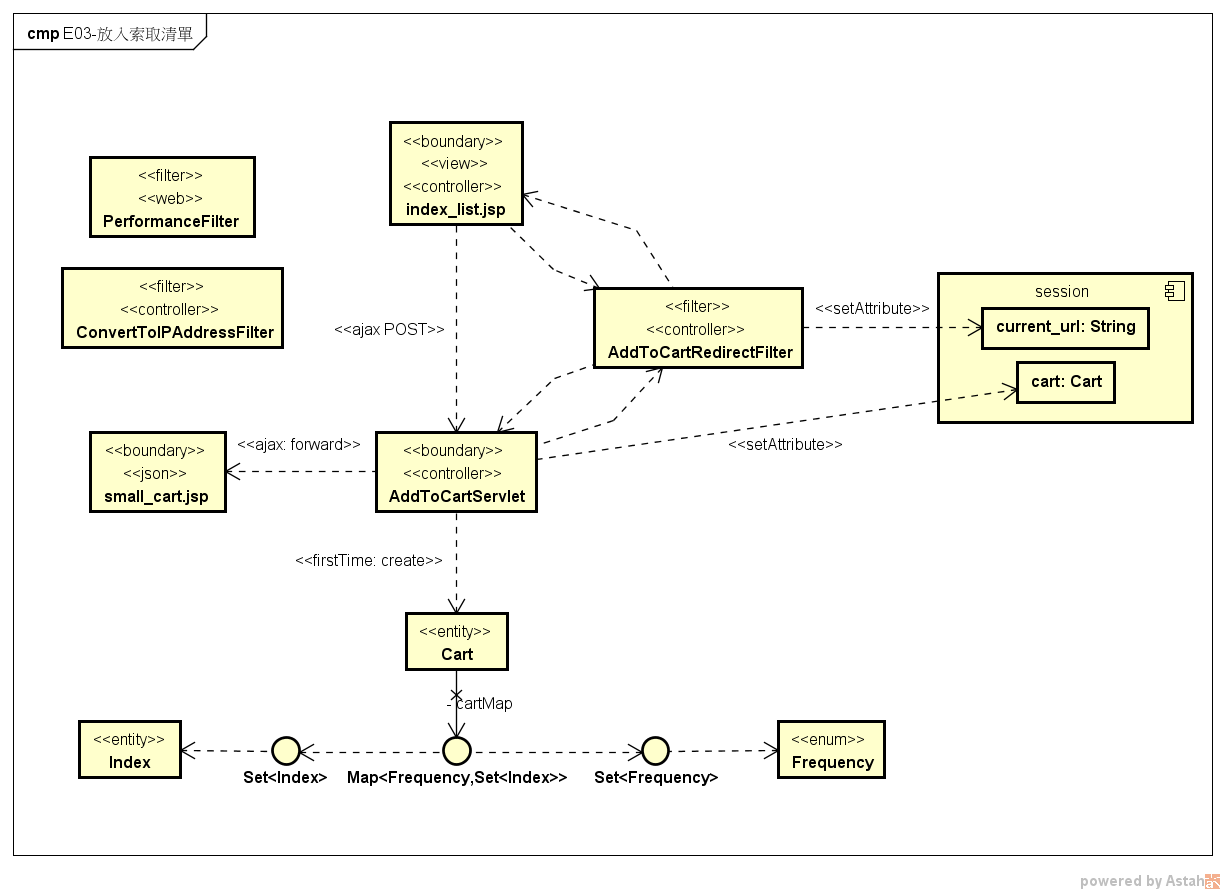 cmp E03-放入索取清單
<<boundary>>
<<view>>
<<controller>>
index_list.jsp
<<filter>>
<<web>>
PerformanceFilter
<<filter>>
<<controller>>
ConvertToIPAddressFilter
<<filter>>
<<controller>>
AddToCartRedirectFilter
<<setAttribute>>
session
current_url: String
cart: Cart
<<ajax POST>>
<<setAttribute>>
<<boundary>>
<<json>>
small_cart.jsp
<<ajax: forward>>
<<boundary>>
<<controller>>
AddToCartServlet
<<firstTime: create>>
<<entity>>
Cart
- cartMap
<<entity>>
Index
Set<Index>
Map<Frequency,Set<Index>>
Set<Frequency>
<<enum>>
Frequency
powered by Astah